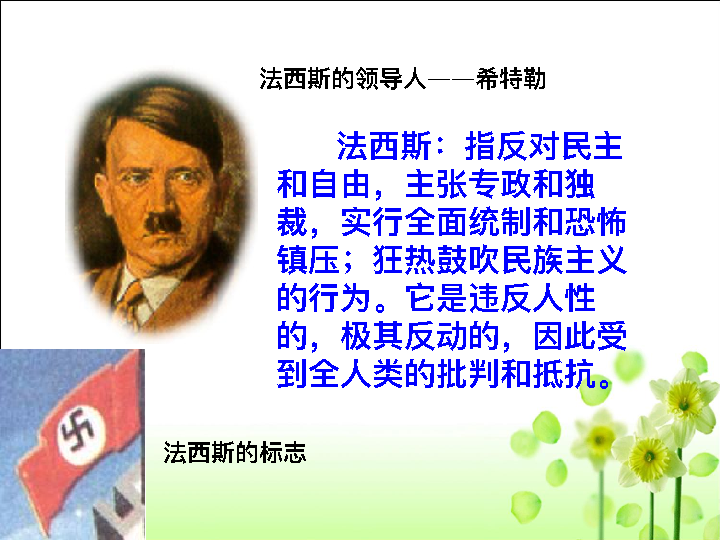 法西斯的领导人——希特勒
法西斯：指反对民主
和自由，主张专政和独
裁，实行全面统制和恐怖
镇压；狂热鼓吹民族主义
的行为。它是违反人性
的，极其反动的，因此受
到全人类的批判和抵抗。
法西斯的标志